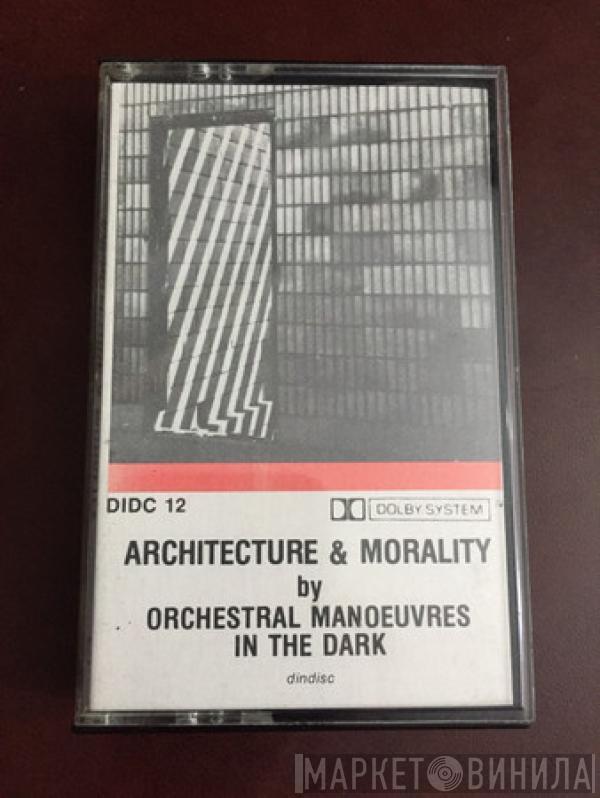 DIDC 12
DOLBY SYSTEM
ARCHITECTURE & MORALITY
by
ORCHESTRAL MANOEUVRES
IN THE DARK
dindisc
МАРКЕТ ВИНИЛА